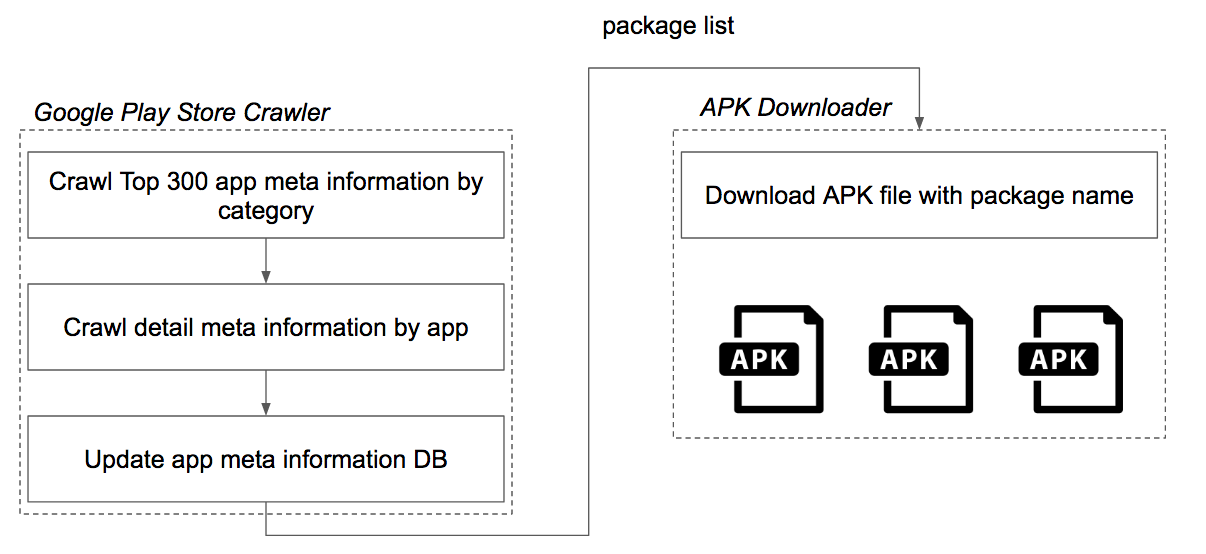 package list
Google Play Store Crawler
APK Downloader
Crawl Top 300 app meta information by
category
Download APK file with package name
Crawl detail meta information by app
APK
APK
APK
Update app meta information DB